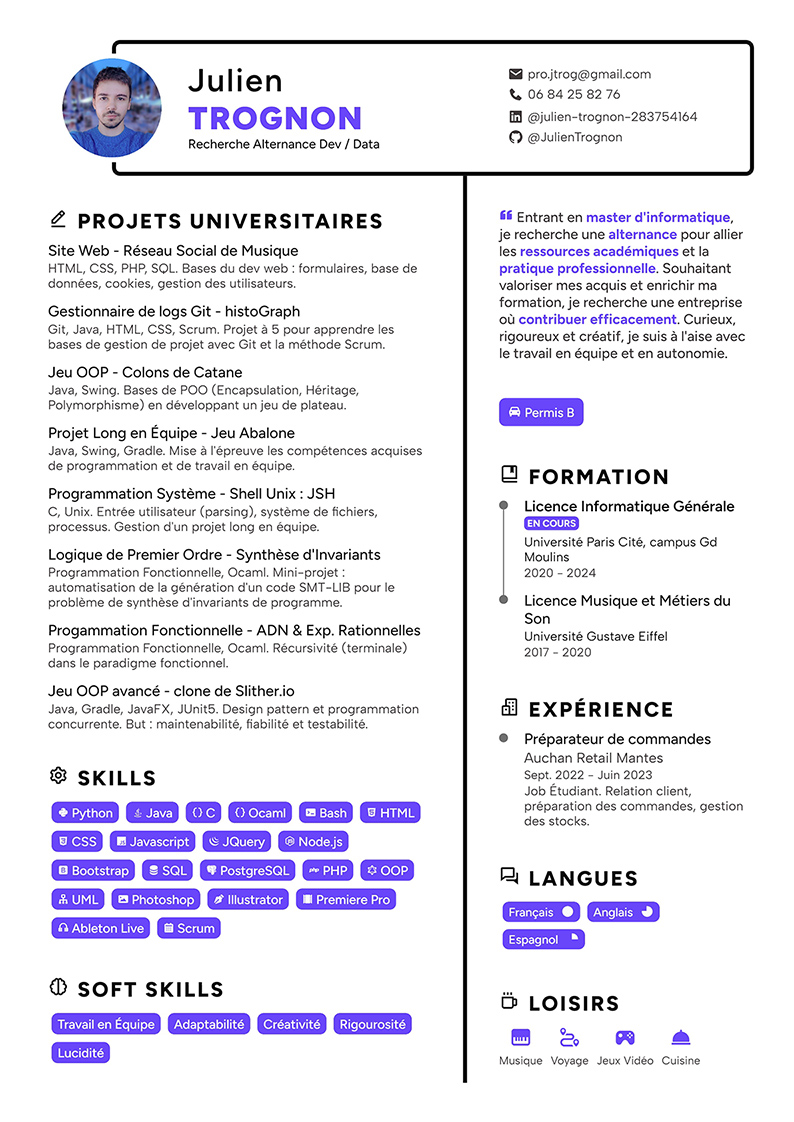 Julien
TROGNON
Recherche Alternance Dev / Data
pro.jtrog@gmail.com
06 84 25 82 76
@julien-trognon-283754164
@JulienTrognon
PROJETS UNIVERSITAIRES
Site Web - Réseau Social de Musique
HTML, CSS, PHP, SQL. Bases du dev web : formulaires, base de
données, cookies, gestion des utilisateurs.
Gestionnaire de logs Git - histoGraph
Git, Java, HTML, CSS, Scrum. Projet à 5 pour apprendre les
bases de gestion de projet avec Git et la méthode Scrum.
Jeu OOP - Colons de Catane
Java, Swing. Bases de POO (Encapsulation, Héritage,
Polymorphisme) en développant un jeu de plateau.
Projet Long en Équipe - Jeu Abalone
Java, Swing, Gradle. Mise à l'épreuve les compétences acquises
de programmation et de travail en équipe.
Programmation Système - Shell Unix : JSH
C, Unix. Entrée utilisateur (parsing), système de fichiers,
processus. Gestion d'un projet long en équipe.
Logique de Premier Ordre - Synthèse d'Invariants
Programmation Fonctionnelle, Ocaml. Mini-projet :
automatisation de la génération d'un code SMT-LIB pour le
problème de synthèse d'invariants de programme.
Progammation Fonctionnelle - ADN & Exp. Rationnelles
Programmation Fonctionnelle, Ocaml. Récursivité (terminale)
dans le paradigme fonctionnel.
Jeu OOP avancé - clone de Slither.io
Java, Gradle, JavaFX, JUnit5. Design pattern et programmation
concurrente. But : maintenabilité, fiabilité et testabilité.
SKILLS
Python Java C Ocaml Bash HTML
CSS Javascript JQuery Node.js
Bootstrap SQL PostgreSQL PHP OOP
UML Photoshop Illustrator Premiere Pro
Ableton Live Scrum
SOFT SKILLS
Travail en Équipe Adaptabilité Créativité Rigourosité
Lucidité
Entrant en master d'informatique,
je recherche une alternance pour allier
les ressources académiques et la
pratique professionnelle. Souhaitant
valoriser mes acquis et enrichir ma
formation, je recherche une entreprise
où contribuer efficacement. Curieux,
rigoureux et créatif, je suis à l'aise avec
le travail en équipe et en autonomie.
Permis B
FORMATION
Licence Informatique Générale
EN COURS
Université Paris Cité, campus Gd
Moulins
2020 - 2024
Licence Musique et Métiers du
Son
Université Gustave Eiffel
2017 - 2020
EXPÉRIENCE
Préparateur de commandes
Auchan Retail Mantes
Sept. 2022 - Juin 2023
Job Étudiant. Relation client,
préparation des commandes, gestion
des stocks.
LANGUES
Français Anglais
Espagnol
LOISIRS
Musique Voyage Jeux Vidéo Cuisine